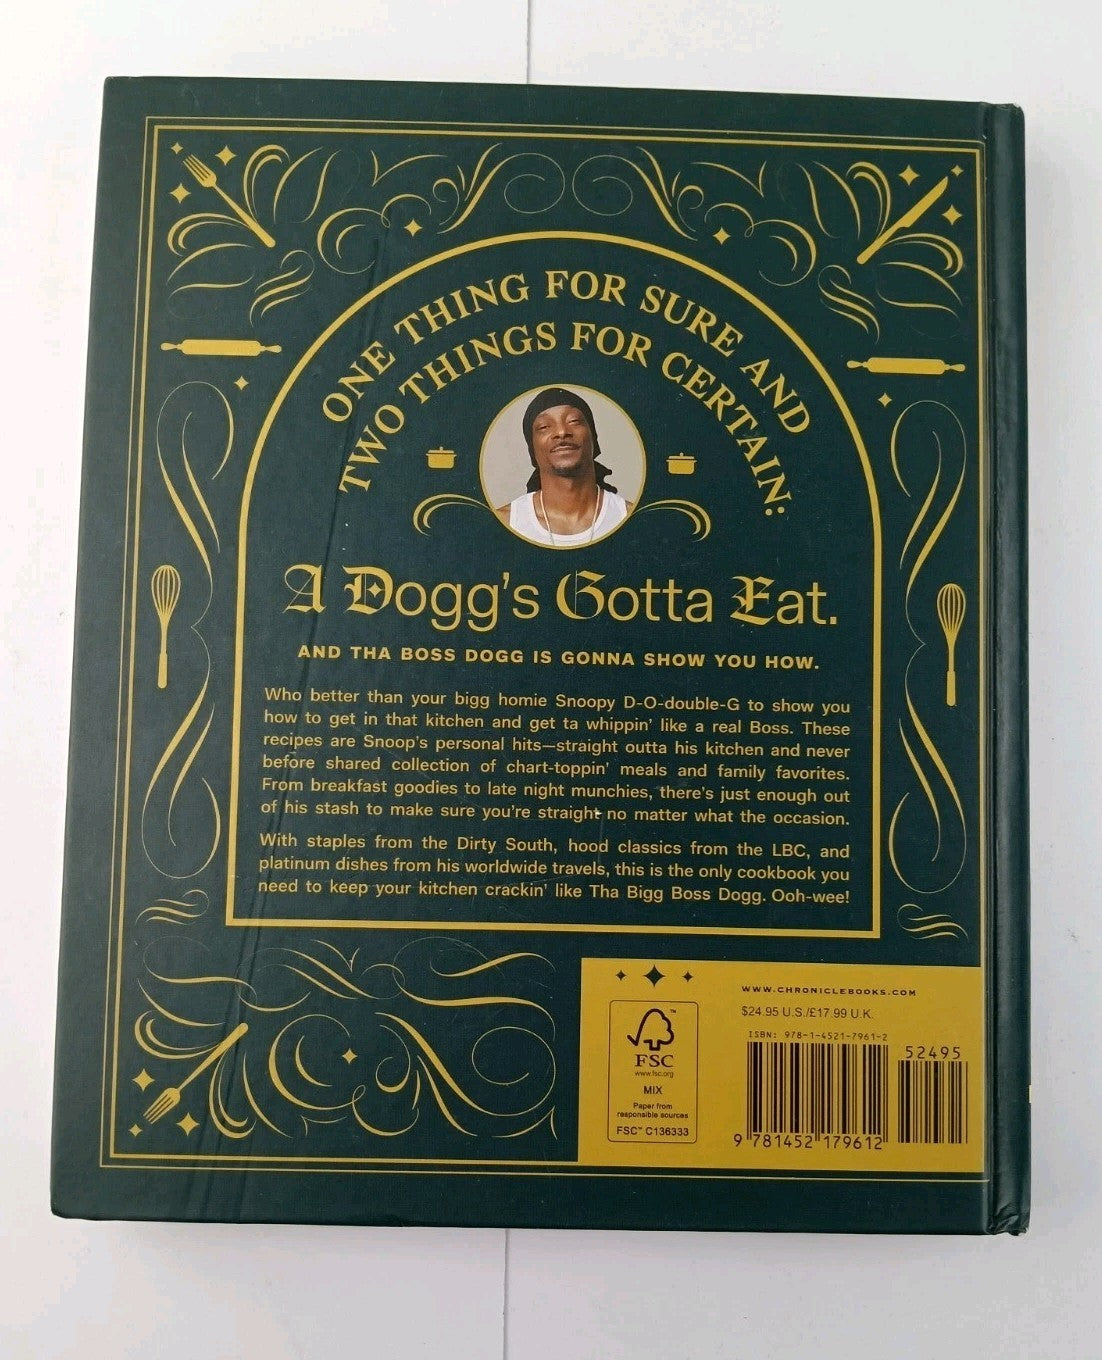 ONE THING FOR SURE AND
TWO THINGS FOR CERTAIN:
A Dogg's Gotta Eat.
AND THA BOSS DOGG IS GONNA SHOW YOU HOW.
Who better than your bigg homie Snoopy D-O-double-G to show you
how to get in that kitchen and get ta whippin' like a real Boss. These
recipes are Snoop's personal hits—straight outta his kitchen and never
before shared collection of chart-toppin' meals and family favorites.
From breakfast goodies to late night munchies, there's just enough out
of his stash to make sure you're straight no matter what the occasion.
With staples from the Dirty South, hood classics from the LBC, and
platinum dishes from his worldwide travels, this is the only cookbook you
need to keep your kitchen crackin' like Tha Bigg Boss Dogg. Ooh-wee!
WWW.CHRONICLEBOOKS.COM
$24.95 U.S./£17.99 U.K.
ISBN: 978-1-4521-7961-2
52495
9 781452 179612
™
FSC
www.fsc.org
MIX
Paper from
responsible sources
FSC™ C136333